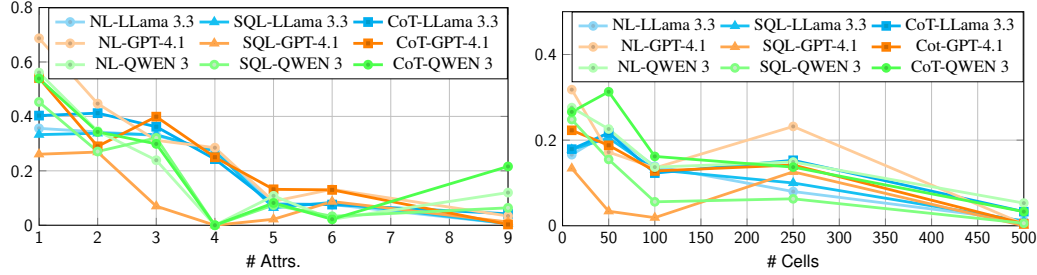 0.8
0.6
0.4
0.2
0
NL-LLama 3.3 SQL-LLama 3.3 CoT-LLama 3.3
NL-GPT-4.1 SQL-GPT-4.1 CoT-GPT-4.1
NL-QWEN 3 SQL-QWEN 3 CoT-QWEN 3
1 2 3 4 5 6 7 8 9
# Attrs.
0.4
0.2
0
NL-LLama 3.3 SQL-LLama 3.3 CoT-LLama 3.3
NL-GPT-4.1 SQL-GPT-4.1 Cot-GPT-4.1
NL-QWEN 3 SQL-QWEN 3 CoT-QWEN 3
0 50 100 150 200 250 300 350 400 450 500
# Cells